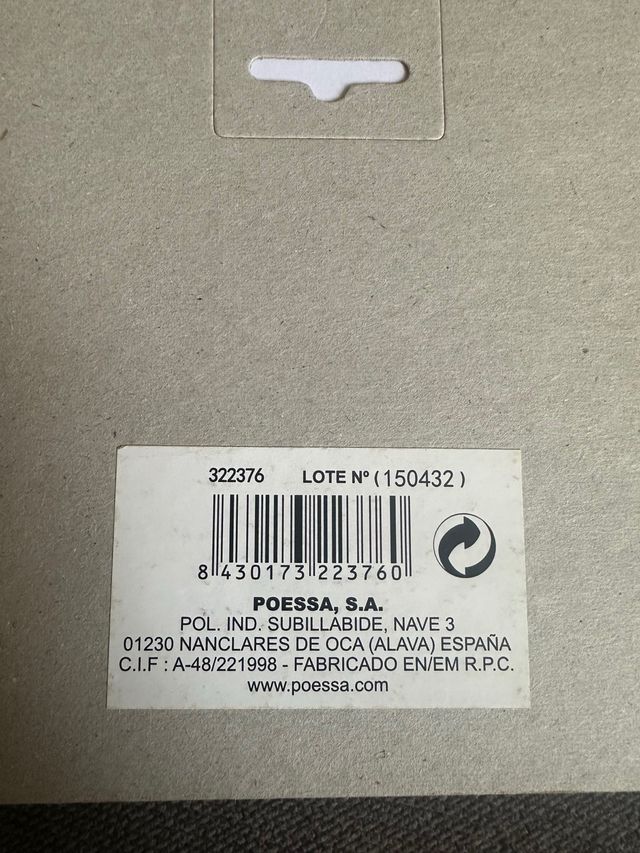 322376 LOTE Nº (150432)
8 430173 223760
POESSA, S.A.
POL. IND. SUBILLABIDE, NAVE 3
01230 NANCLARES DE OCA (ALAVA) ESPAÑA
C.I.F : A-48/221998 - FABRICADO EN/EM R.P.C.
www.poessa.com